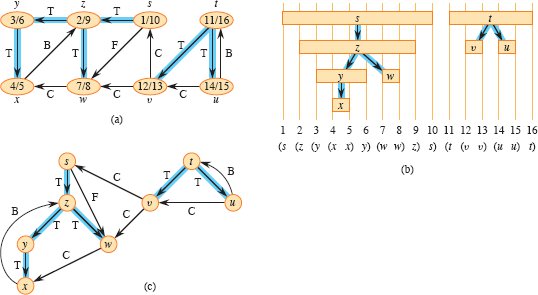 y z s t
3/6 T 2/9 T 1/10 11/16
T B T F C T T B
4/5 C 7/8 C 12/13 C 14/15
x w v u
(a)
s t
z v u
y w
x
1 2 3 4 5 6 7 8 9 10 11 12 13 14 15 16
(s (z (y (x x) y) (w w) z) s) (t (v v) (u u) t)
(b)
s C t B
T F T T
B z v C u
T T C
y w
T C
x
(c)